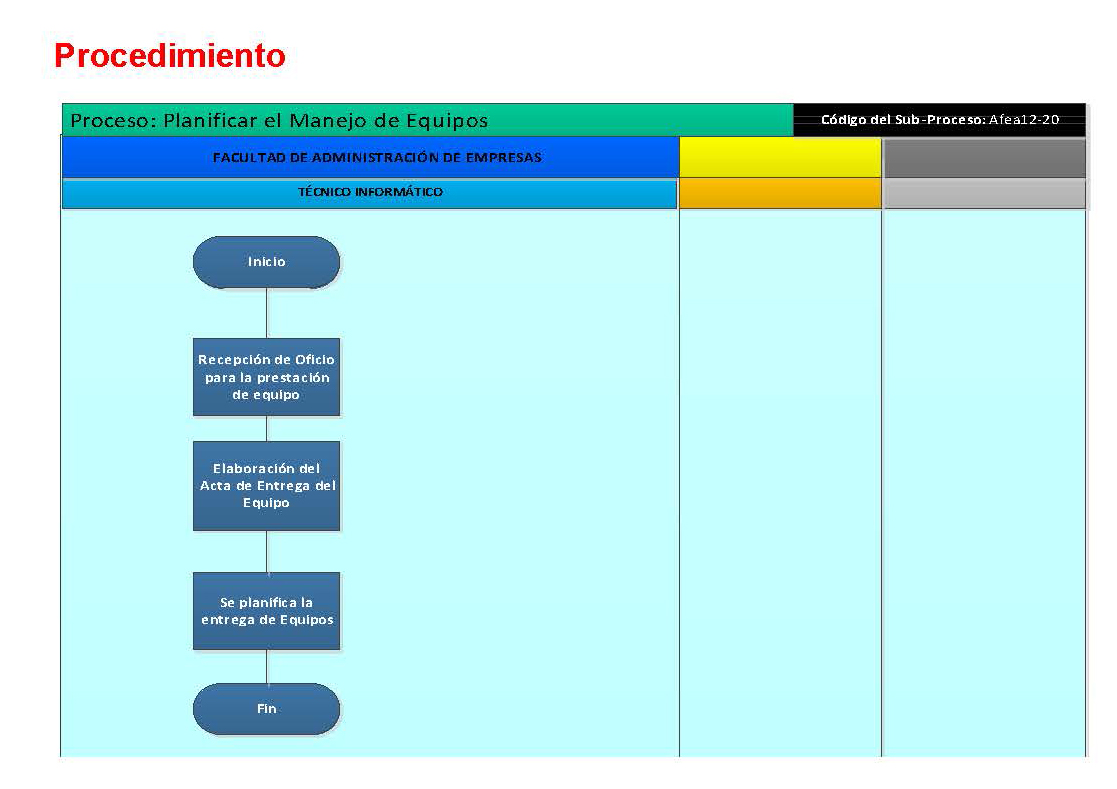 Procedimiento
Proceso: Planificar el Manejo de Equipos
Código del Sub-Proceso: Afea12-20
FACULTAD DE ADMINISTRACIÓN DE EMPRESAS
TÉCNICO INFORMÁTICO
Inicio
Recepción de Oficio
para la prestación
de equipo
Elaboración del
Acta de Entrega del
Equipo
Se planifica la
entrega de Equipos
Fin